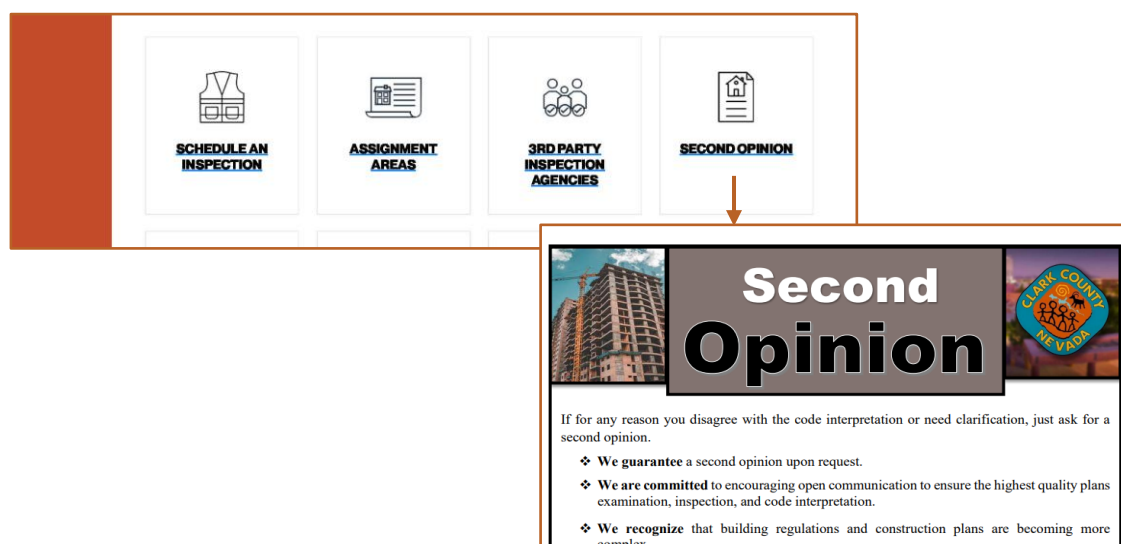 SCHEDULE AN
INSPECTION
ASSIGNMENT
AREAS
3RD PARTY
INSPECTION
AGENCIES
SECOND OPINION
Second
Opinion
CLARK COUNTY
NEVADA
If for any reason you disagree with the code interpretation or need clarification, just ask for a
second opinion.
❖ We guarantee a second opinion upon request.
❖ We are committed to encouraging open communication to ensure the highest quality plans
examination, inspection, and code interpretation.
❖ We recognize that building regulations and construction plans are becoming more
complex